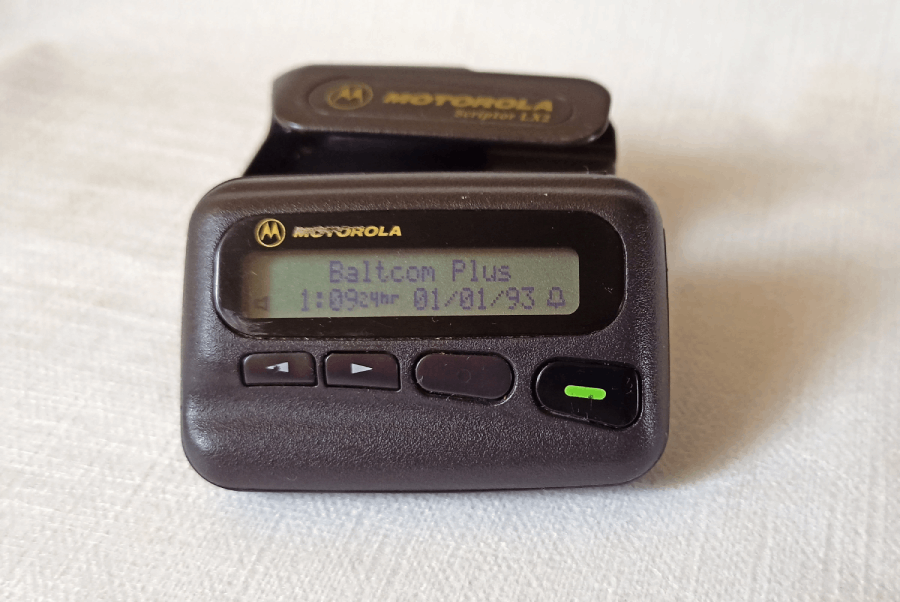 MOTOROLA
Scriptor LX2
MOTOROLA
Baltcom Plus
1:09 24hr 01/01/93